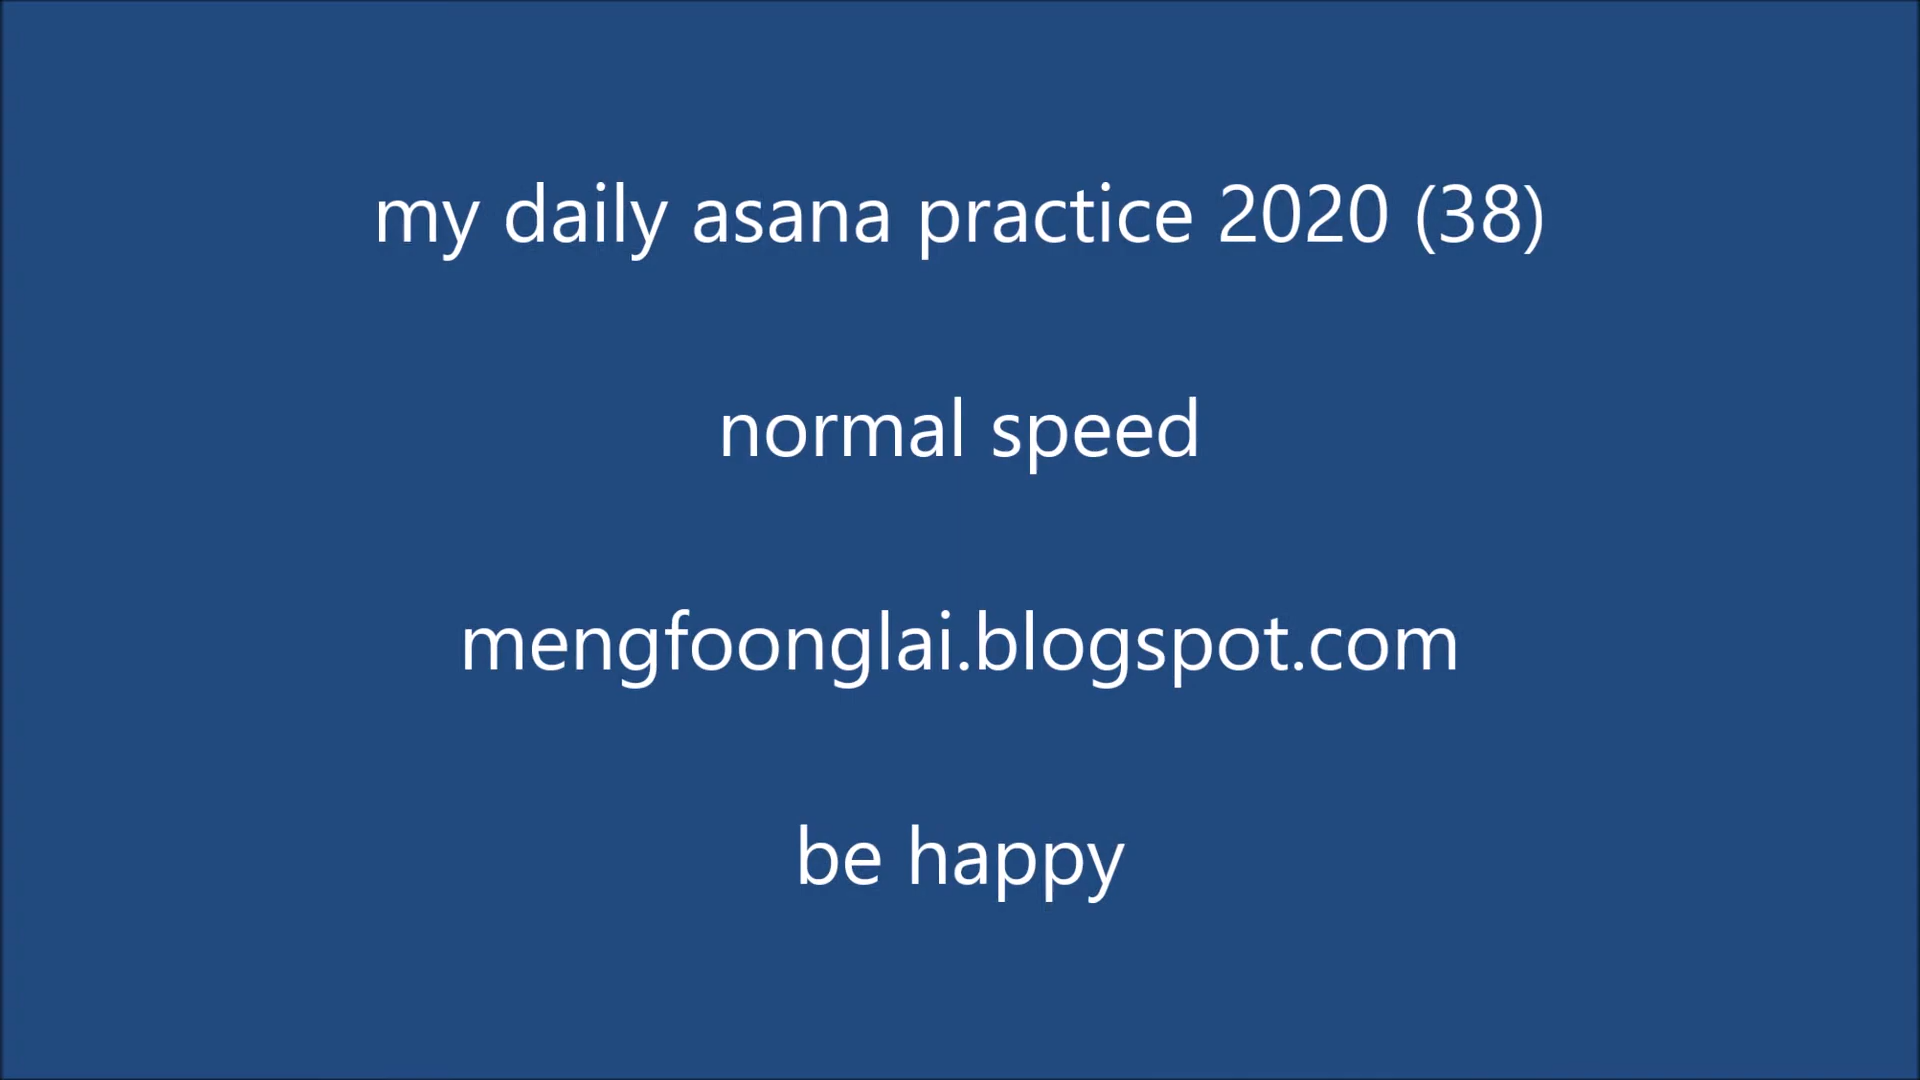 my daily asana practice 2020 (38)
normal speed
mengfoonglai.blogspot.com
be happy